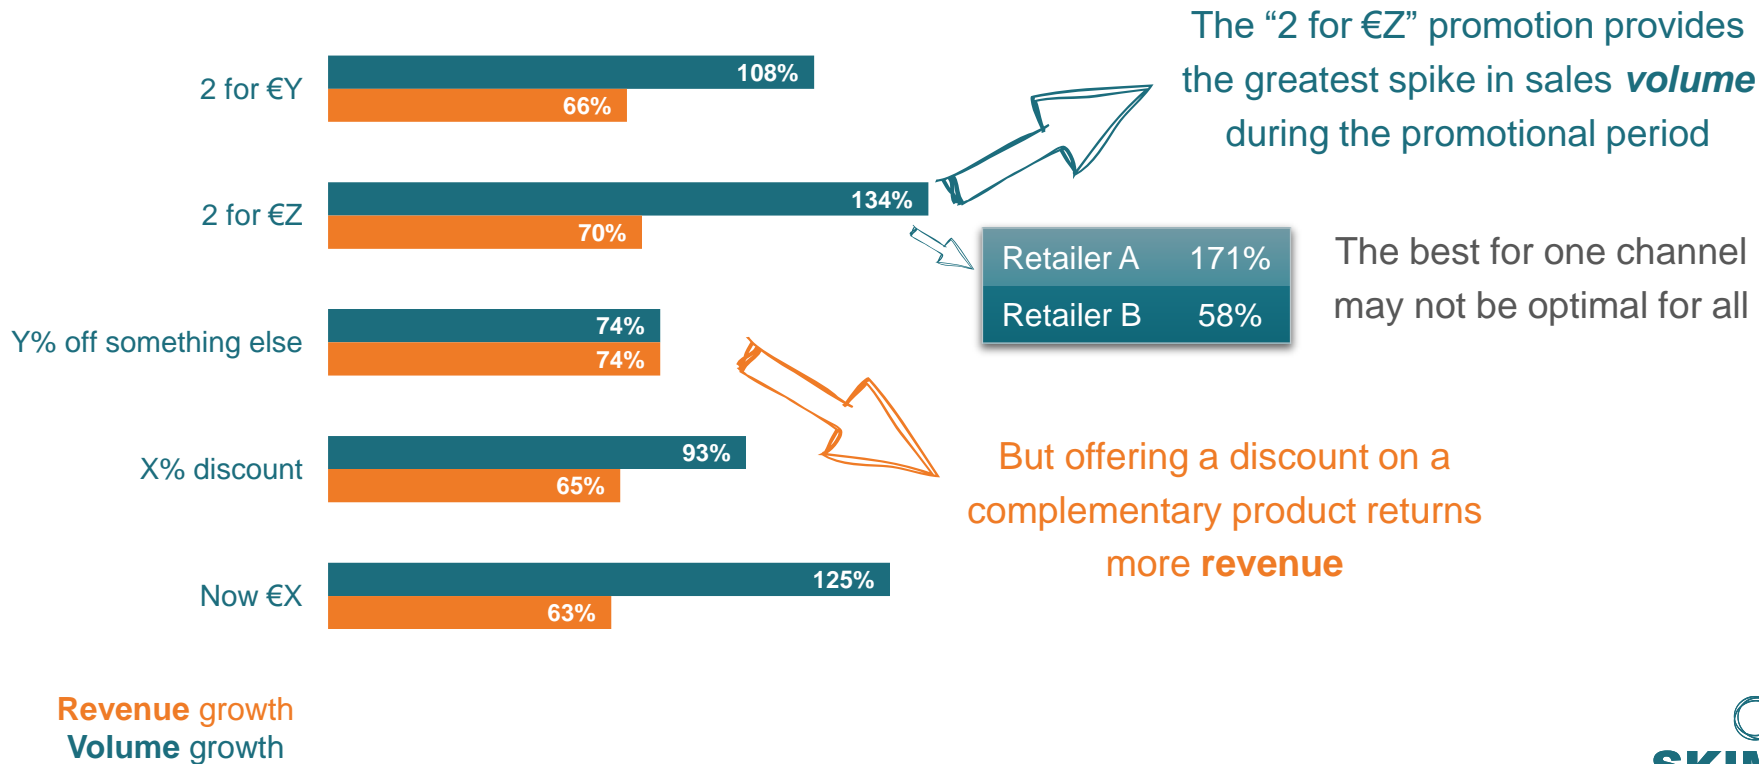 The “2 for €Z” promotion provides
the greatest spike in sales volume
during the promotional period
2 for €Y
108%
66%
2 for €Z
134%
70%
Retailer A 171%
Retailer B 58%
The best for one channel
may not be optimal for all
Y% off something else
74%
74%
X% discount
93%
65%
But offering a discount on a
complementary product returns
more revenue
Now €X
125%
63%
Revenue growth
Volume growth